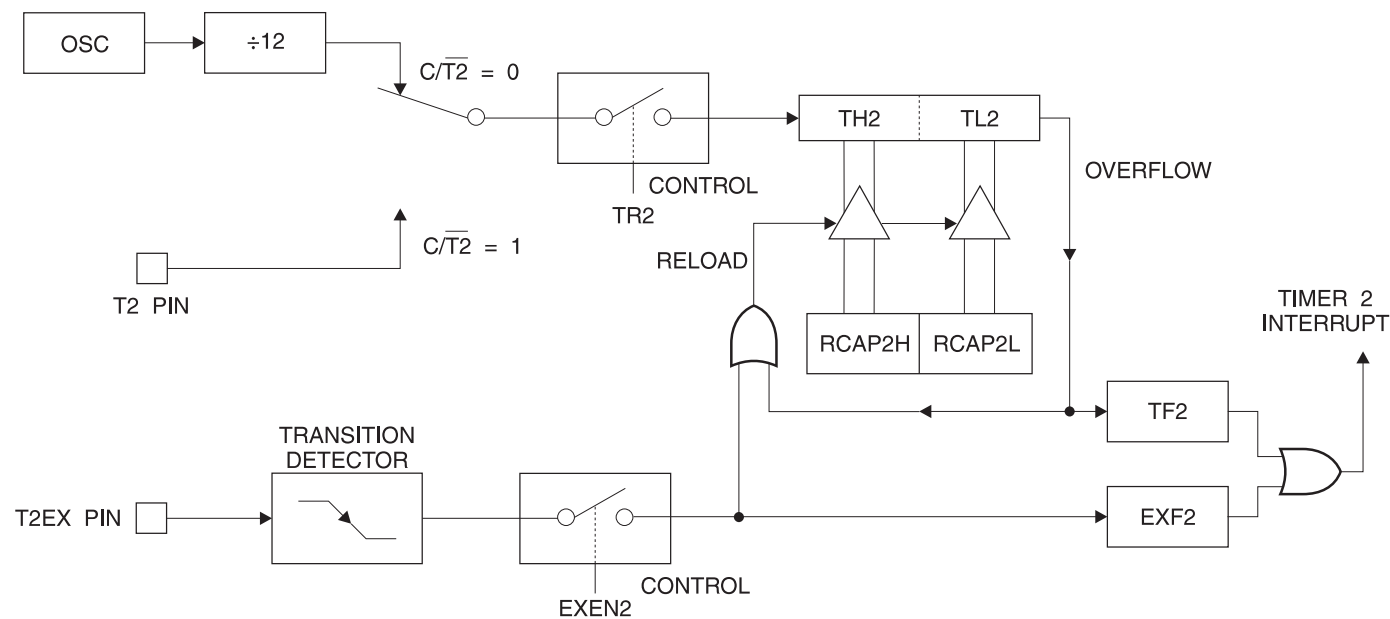 OSC
÷12
C/T2̅ = 0
TH2
TL2
CONTROL
TR2
OVERFLOW
C/T2̅ = 1
RELOAD
T2 PIN
TIMER 2
INTERRUPT
RCAP2H
RCAP2L
TF2
TRANSITION
DETECTOR
T2EX PIN
EXF2
CONTROL
EXEN2